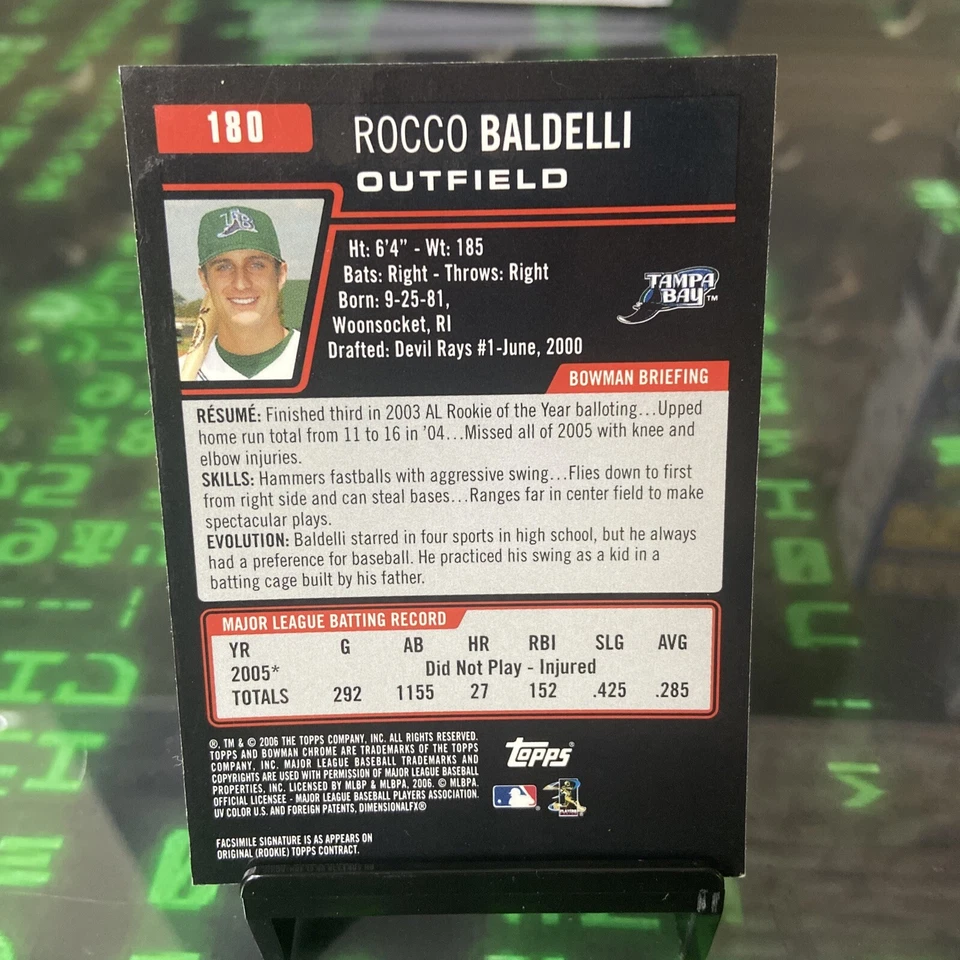 180
ROCCO BALDELLI
OUTFIELD
TB
Ht: 6'4" - Wt: 185
Bats: Right - Throws: Right
Born: 9-25-81,
Woonsocket, RI
Drafted: Devil Rays #1-June, 2000
TAMPA
BAY™
BOWMAN BRIEFING
RÉSUMÉ: Finished third in 2003 AL Rookie of the Year balloting...Upped
home run total from 11 to 16 in '04...Missed all of 2005 with knee and
elbow injuries.
SKILLS: Hammers fastballs with aggressive swing...Flies down to first
from right side and can steal bases...Ranges far in center field to make
spectacular plays.
EVOLUTION: Baldelli starred in four sports in high school, but he always
had a preference for baseball. He practiced his swing as a kid in a
batting cage built by his father.
MAJOR LEAGUE BATTING RECORD
YR G AB HR RBI SLG AVG
2005* Did Not Play - Injured
TOTALS 292 1155 27 152 .425 .285
®, TM & © 2006 THE TOPPS COMPANY, INC. ALL RIGHTS RESERVED.
TOPPS AND BOWMAN CHROME ARE TRADEMARKS OF THE TOPPS
COMPANY, INC. MAJOR LEAGUE BASEBALL TRADEMARKS AND
COPYRIGHTS ARE USED WITH PERMISSION OF MAJOR LEAGUE BASEBALL
PROPERTIES, INC. LICENSED BY MLBP & MLBPA, 2006. © MLBPA.
OFFICIAL LICENSEE - MAJOR LEAGUE BASEBALL PLAYERS ASSOCIATION.
UV COLOR U.S. AND FOREIGN PATENTS, DIMENSIONALFX®
TOPPS®
FACSIMILE SIGNATURE IS AS APPEARS ON
ORIGINAL (ROOKIE) TOPPS CONTRACT.